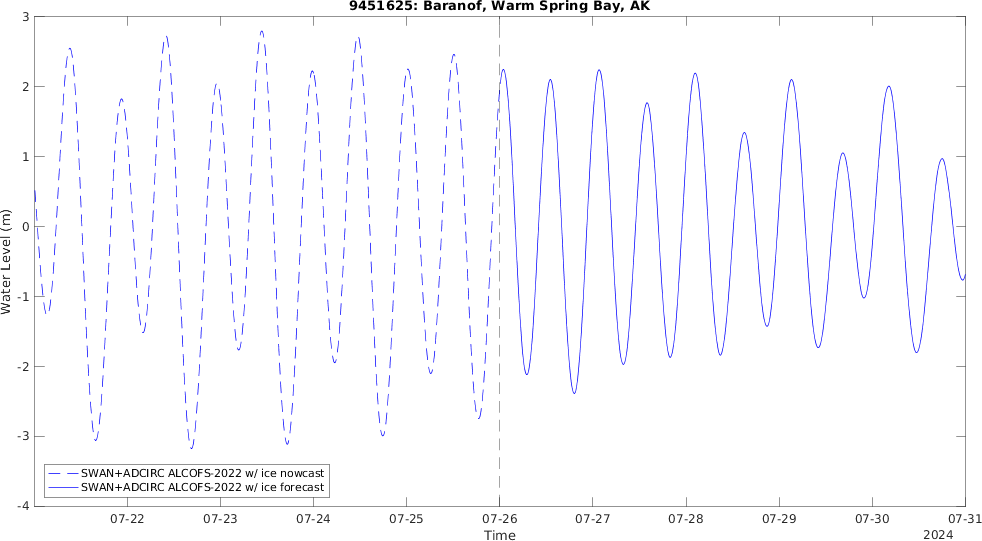 9451625: Baranof, Warm Spring Bay, AK
3
2
1
0
-1
-2
-3
-4
Water Level (m)
SWAN+ADCIRC ALCOFS-2022 w/ ice nowcast
SWAN+ADCIRC ALCOFS-2022 w/ ice forecast
07-22 07-23 07-24 07-25 07-26 07-27 07-28 07-29 07-30 07-31
Time
2024